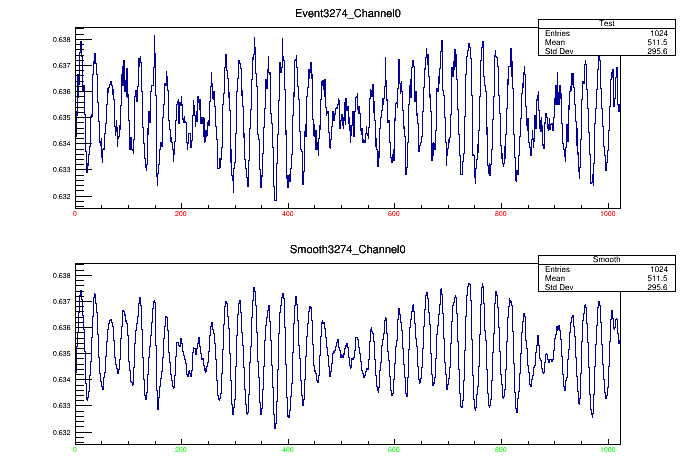 Event3274_Channel0
Test
Entries 1024
Mean 511.5
Std Dev 295.6
0.638
0.637
0.636
0.635
0.634
0.633
0.632
0 200 400 600 800 1000
Smooth3274_Channel0
Smooth
Entries 1024
Mean 511.5
Std Dev 295.6
0.638
0.637
0.636
0.635
0.634
0.633
0.632
0 200 400 600 800 1000